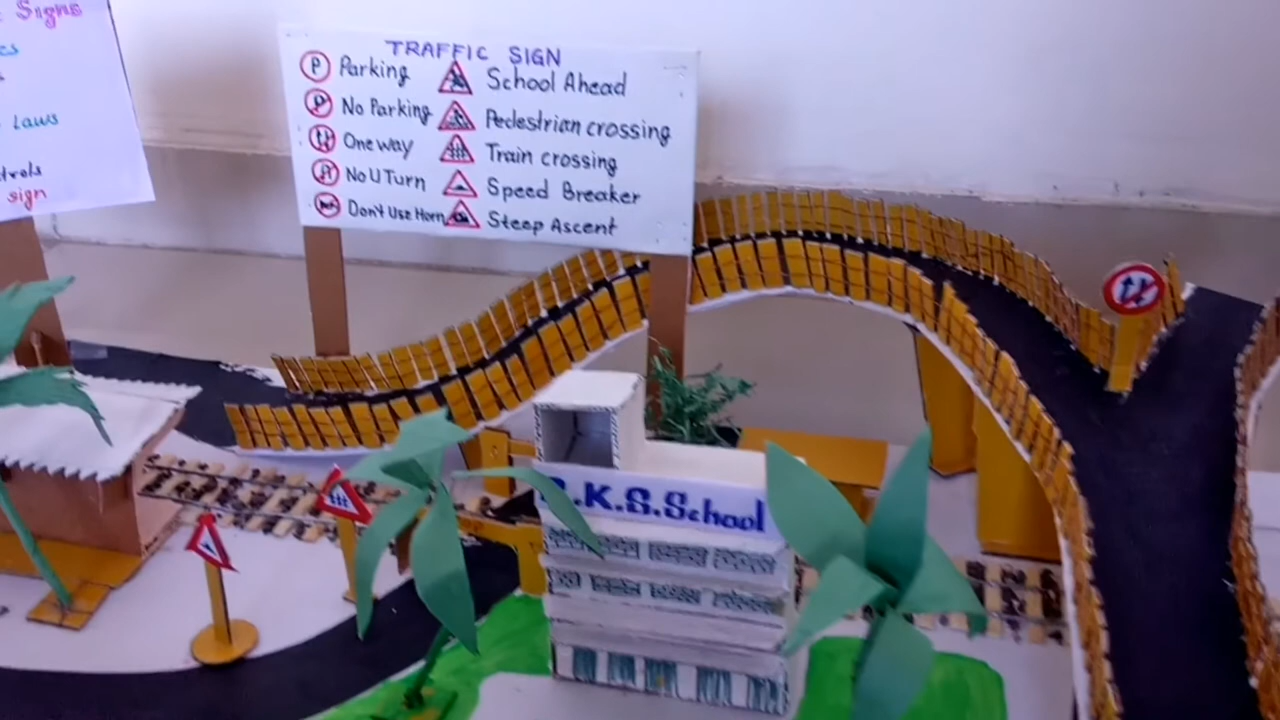 Signs
Laws
sign
TRAFFIC SIGN
P Parking
School Ahead
P No Parking
Pedestrian crossing
One way
Train crossing
No U Turn
Speed Breaker
Don't Use Horn
Steep Ascent
K.S.School